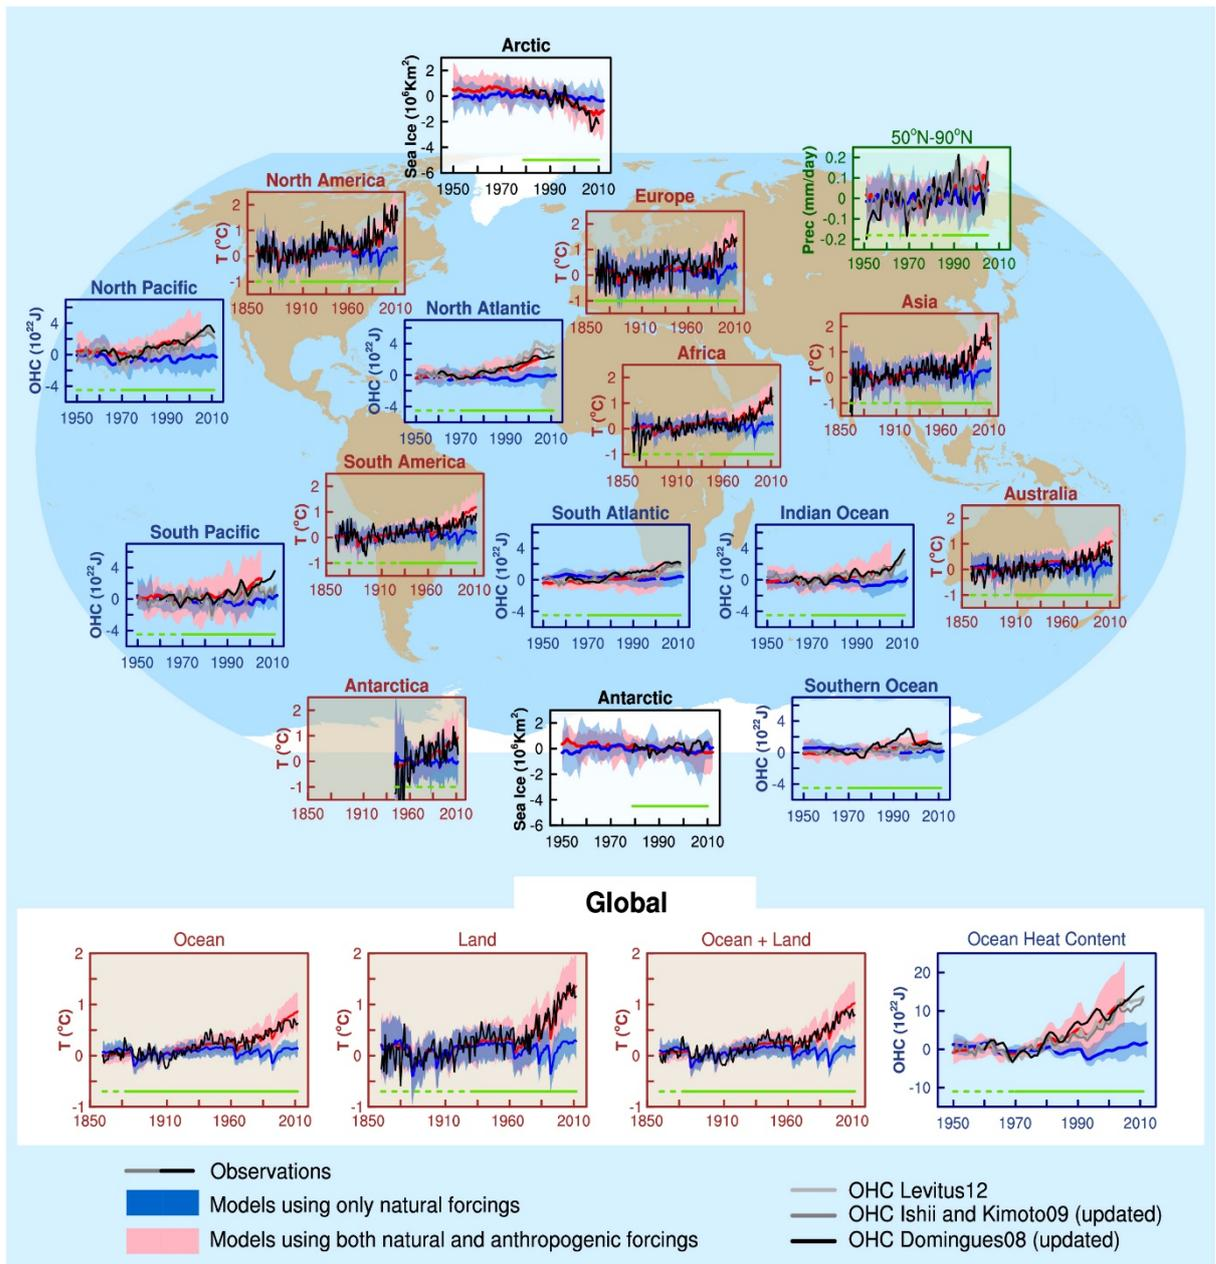 Arctic
Sea Ice (10⁶Km²)
2
0
-2
-4
-6
1950 1970 1990 2010
50°N-90°N
Prec (mm/day)
0.2
0.1
0
-0.1
-0.2
1950 1970 1990 2010
North America
T (°C)
2
1
0
-1
1850 1910 1960 2010
Europe
T (°C)
2
1
0
-1
1850 1910 1960 2010
North Pacific
OHC (10²²J)
4
0
-4
1950 1970 1990 2010
North Atlantic
OHC (10²²J)
4
0
-4
1950 1970 1990 2010
Asia
T (°C)
2
1
0
-1
1850 1910 1960 2010
Africa
T (°C)
2
1
0
-1
1850 1910 1960 2010
South America
T (°C)
2
1
0
-1
1850 1910 1960 2010
Australia
T (°C)
2
1
0
-1
1850 1910 1960 2010
South Pacific
OHC (10²²J)
4
0
-4
1950 1970 1990 2010
South Atlantic
OHC (10²²J)
4
0
-4
1950 1970 1990 2010
Indian Ocean
OHC (10²²J)
4
0
-4
1950 1970 1990 2010
Antarctica
T (°C)
2
1
0
-1
1850 1910 1960 2010
Antarctic
Sea Ice (10⁶Km²)
2
0
-2
-4
-6
1950 1970 1990 2010
Southern Ocean
OHC (10²²J)
4
0
-4
1950 1970 1990 2010
Global
Ocean
T (°C)
2
1
0
-1
1850 1910 1960 2010
Land
T (°C)
2
1
0
-1
1850 1910 1960 2010
Ocean + Land
T (°C)
2
1
0
-1
1850 1910 1960 2010
Ocean Heat Content
OHC (10²²J)
20
10
0
-10
1950 1970 1990 2010
Observations
Models using only natural forcings
Models using both natural and anthropogenic forcings
OHC Levitus12
OHC Ishii and Kimoto09 (updated)
OHC Domingues08 (updated)